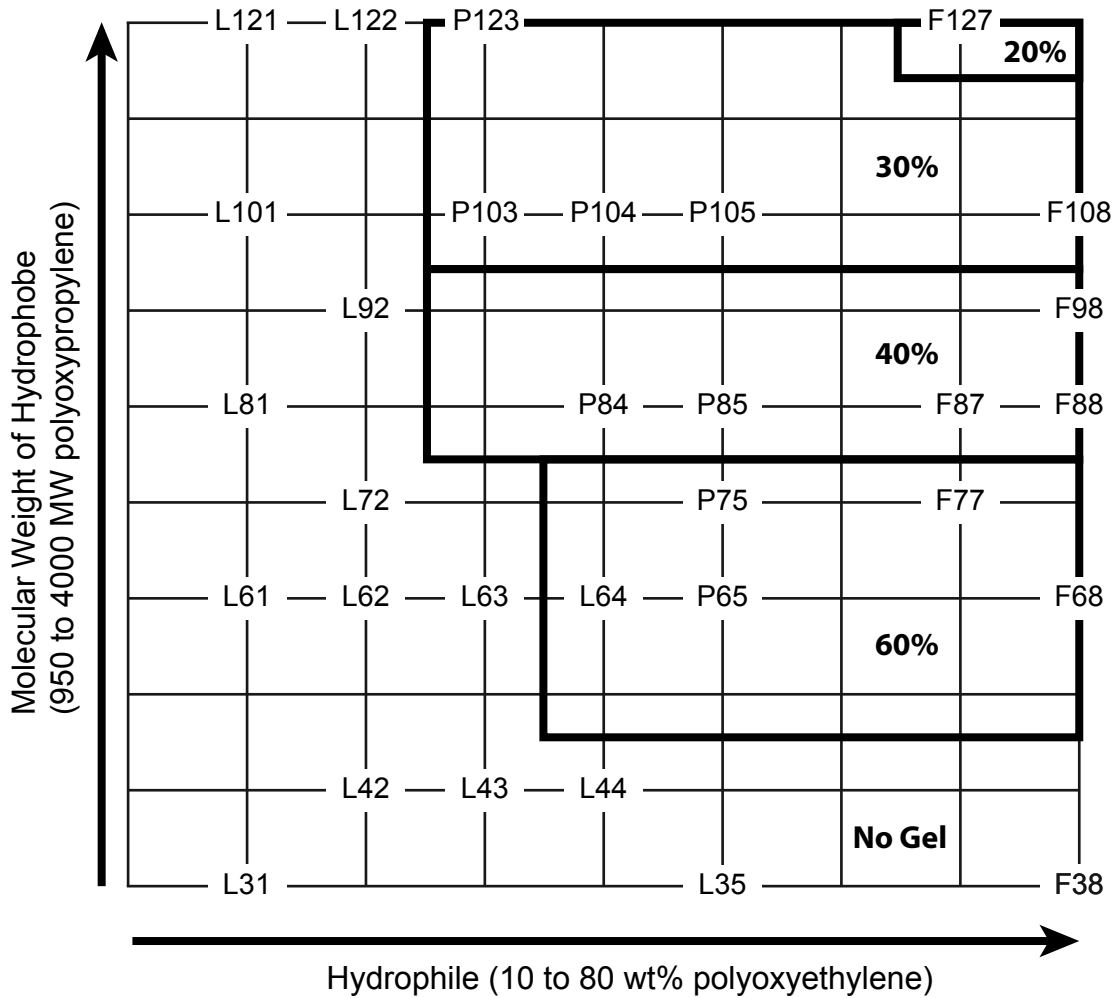 L121 L122 P123 F127
20%
30%
L101 P103 P104 P105 F108
L92 F98
40%
L81 P84 P85 F87 F88
L72 P75 F77
L61 L62 L63 L64 P65 F68
60%
L42 L43 L44
No Gel
L31 L35 F38
Molecular Weight of Hydrophobe
(950 to 4000 MW polyoxypropylene)
Hydrophile (10 to 80 wt% polyoxyethylene)